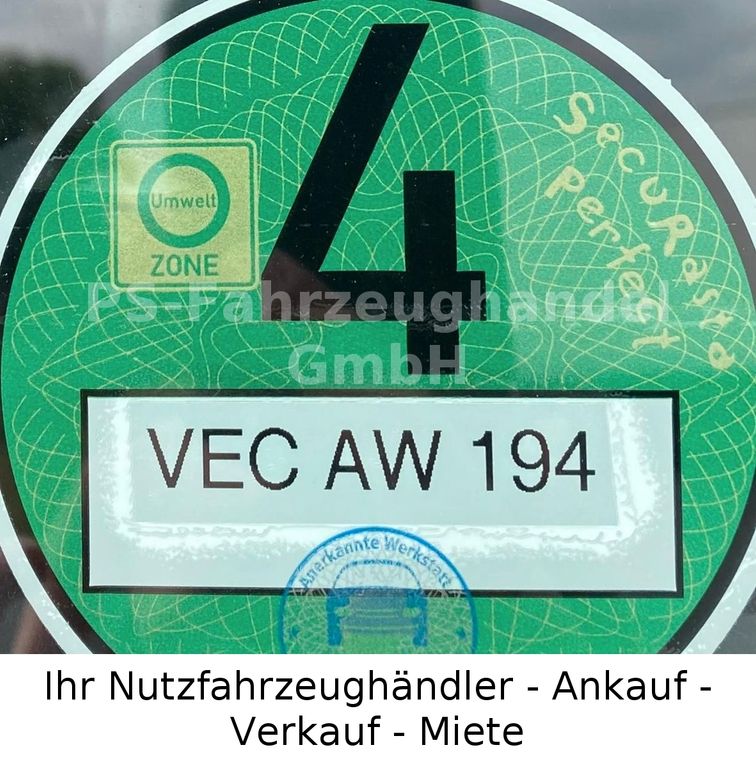 4
SecuRasta
perfect
Umwelt
ZONE
PS-Fahrzeughandel
GmbH
VEC AW 194
Anerkannte Werkstatt
Ihr Nutzfahrzeughändler - Ankauf -
Verkauf - Miete